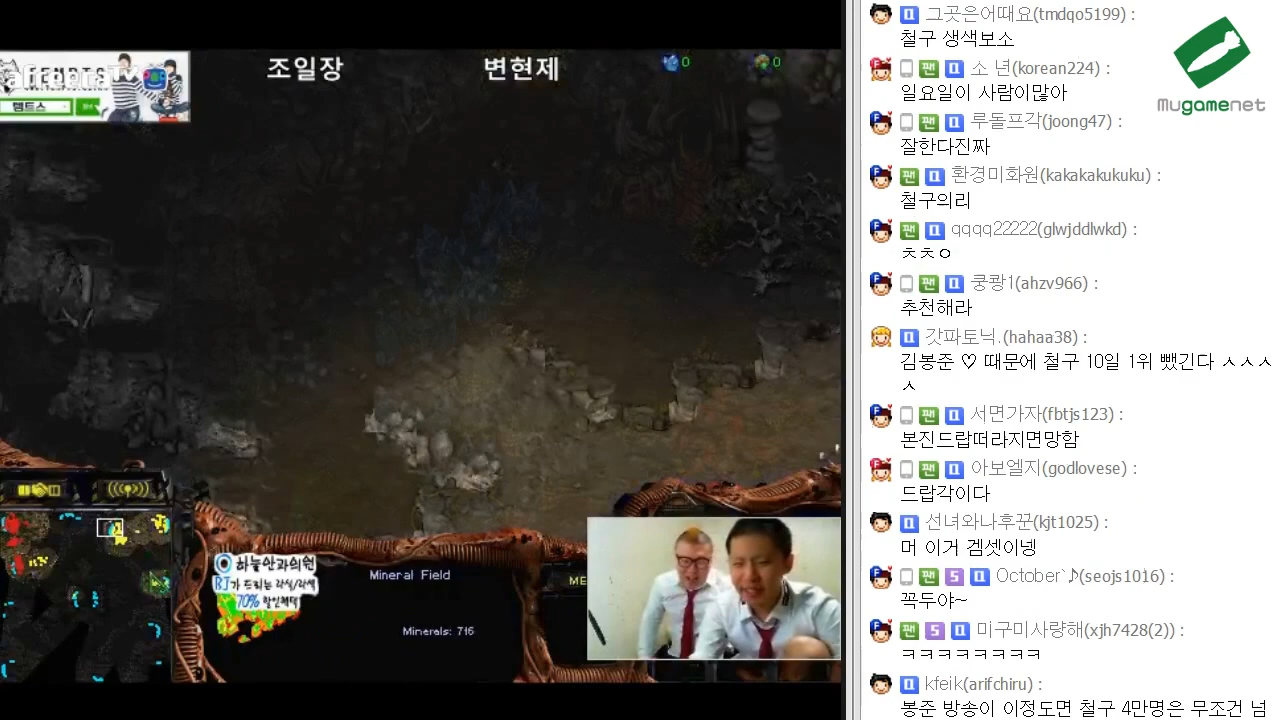 afreecaTV
템트스
조일장
변현제
0
0
하늘안과의원
BJ가 드리는 라식/라섹
70% 할인혜택
Mineral Field
Minerals: 716
ME
Mugamenet
그곳은어때요(tmdqo5199) :
철구 생색보소
소 년(korean224) :
일요일이 사람이많아
루돌프각(joong47) :
잘한다진짜
환경미화원(kakakakukuku) :
철구의리
qqqq22222(glwjddlwkd) :
ㅊㅊㅇ
쿵쾅1(ahzv966) :
추천해라
갓파토닉.(hahaa38) :
김봉준 ♡ 때문에 철구 10일 1위 뺐긴다 ㅅㅅㅅ
ㅅ
서면가자(fbtjs123) :
본진드랍떠라지면망함
아보엘지(godlovese) :
드랍각이다
선녀와나후꾼(kjt1025) :
머 이거 겜셋이넹
October`♪(seojs1016) :
꼭두야~
미구미사랑해(xjh7428(2)) :
ㅋㅋㅋㅋㅋㅋㅋㅋ
kfeik(arifchiru) :
봉준 방송이 이정도면 철구 4만명은 무조건 넘